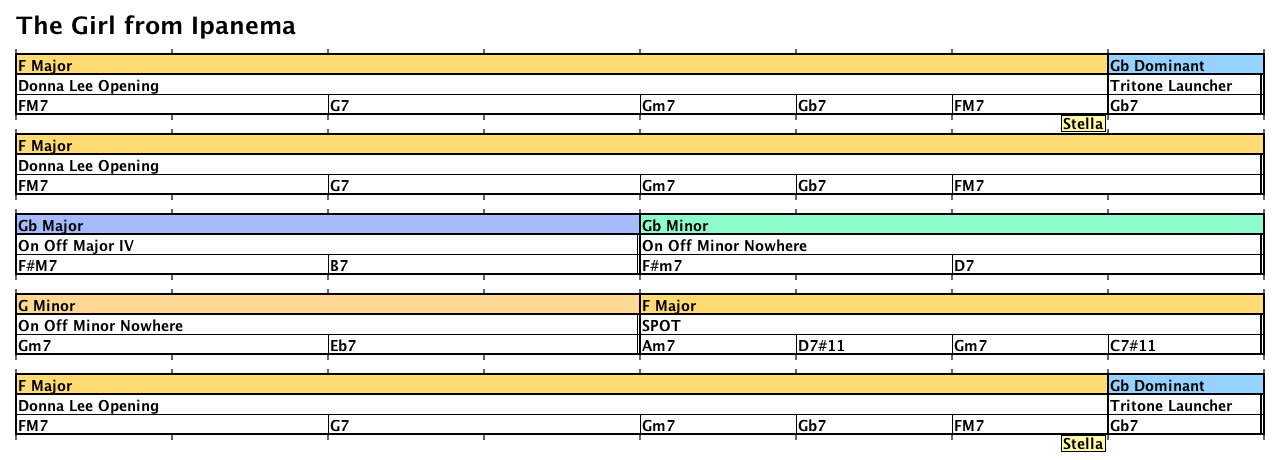 The Girl from Ipanema
F Major Gb Dominant
Donna Lee Opening Tritone Launcher
FM7 G7 Gm7 Gb7 FM7 Gb7
Stella
F Major
Donna Lee Opening
FM7 G7 Gm7 Gb7 FM7
Gb Major Gb Minor
On Off Major IV On Off Minor Nowhere
F#M7 B7 F#m7 D7
G Minor F Major
On Off Minor Nowhere SPOT
Gm7 Eb7 Am7 D7#11 Gm7 C7#11
F Major Gb Dominant
Donna Lee Opening Tritone Launcher
FM7 G7 Gm7 Gb7 FM7 Gb7
Stella